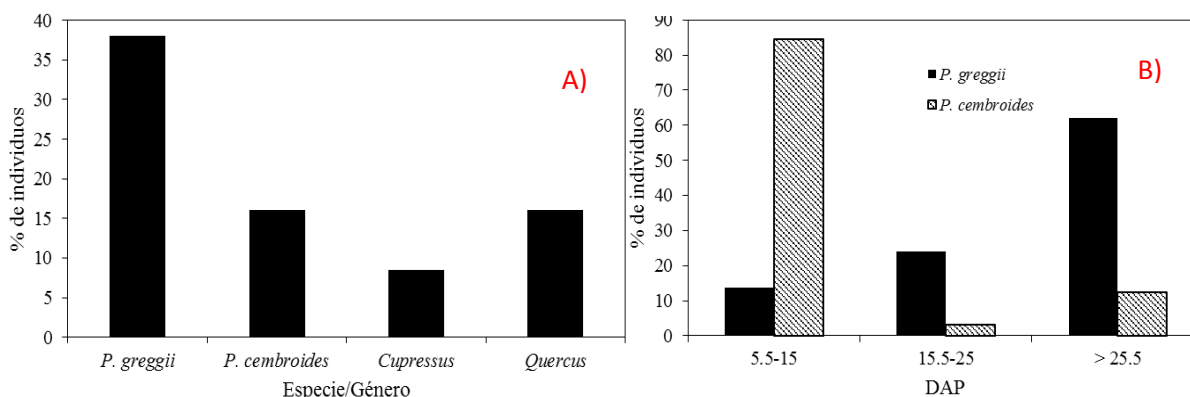 % de individuos
40
35
30
25
20
15
10
5
0
A)
P. greggii
P. cembroides
Cupressus
Quercus
Especie/Género
% de individuos
90
80
70
60
50
40
30
20
10
0
P. greggii
P. cembroides
B)
5.5-15
15.5-25
> 25.5
DAP